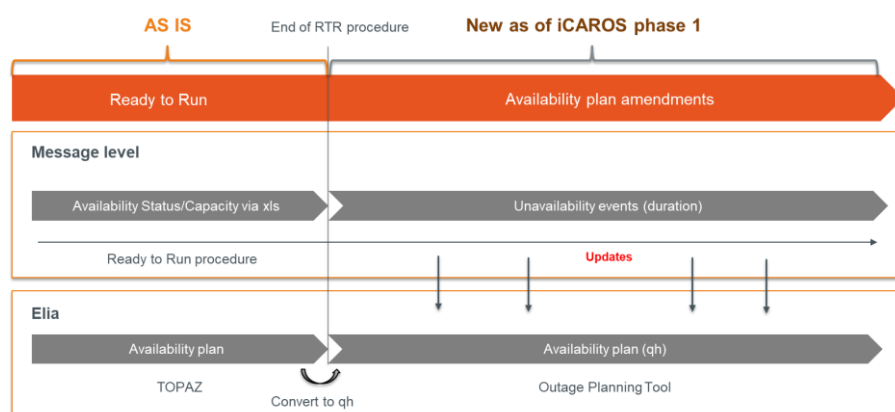 AS IS
End of RTR procedure
New as of iCAROS phase 1
Ready to Run
Availability plan amendments
Message level
Availability Status/Capacity via xls
Unavailability events (duration)
Ready to Run procedure
Updates
Elia
Availability plan
Availability plan (qh)
TOPAZ
Convert to qh
Outage Planning Tool